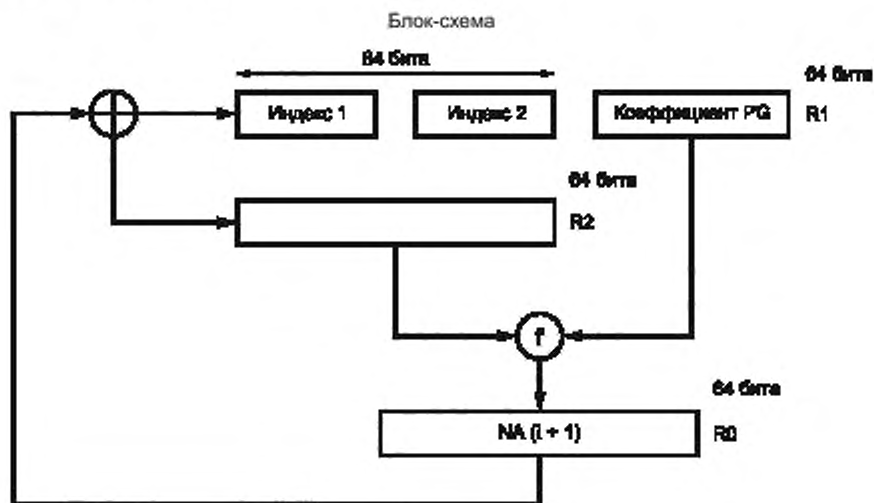 Блок-схема
64 бита
64 бита
Индекс 1
Индекс 2
Коэффициент PG
R1
64 бита
R2
f
64 бита
NA (i + 1)
R0